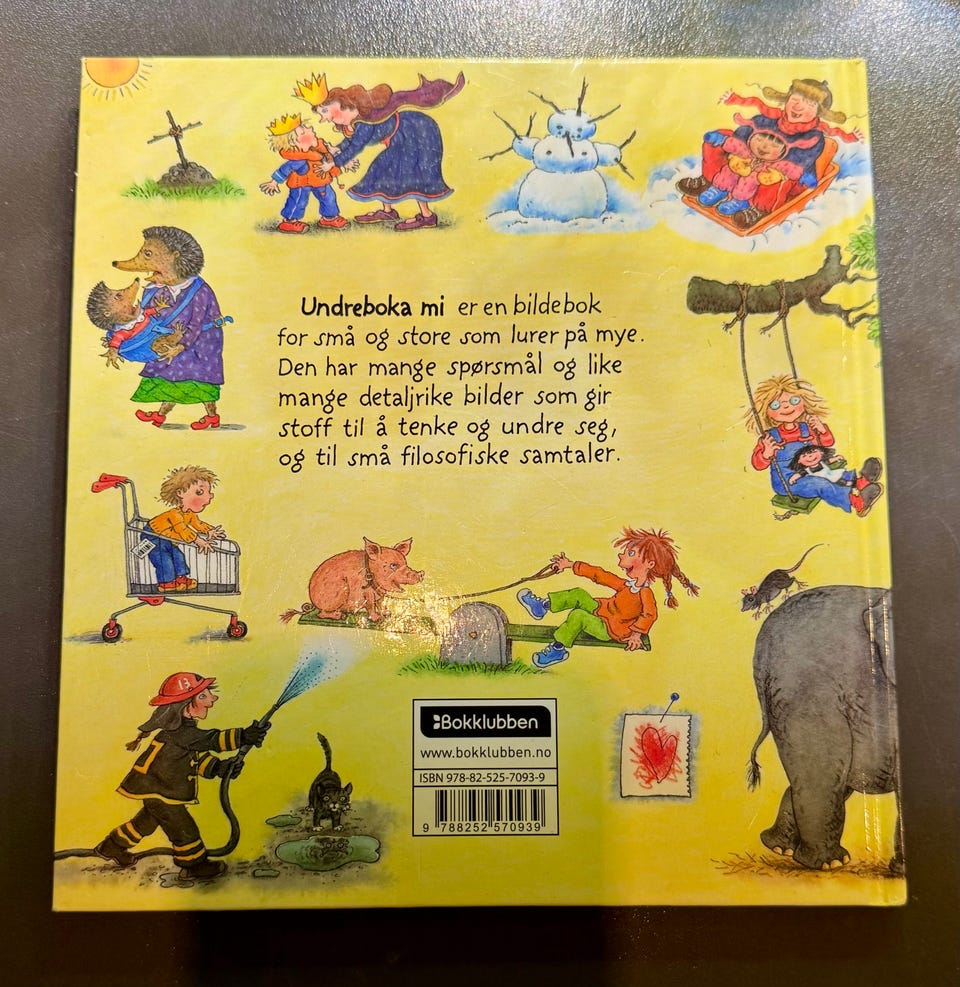 Undreboka mi er en bildebok
for små og store som lurer på mye.
Den har mange spørsmål og like
mange detaljrike bilder som gir
stoff til å tenke og undre seg,
og til små filosofiske samtaler.
13
Bokklubben
www.bokklubben.no
ISBN 978-82-525-7093-9
9 788252 570939